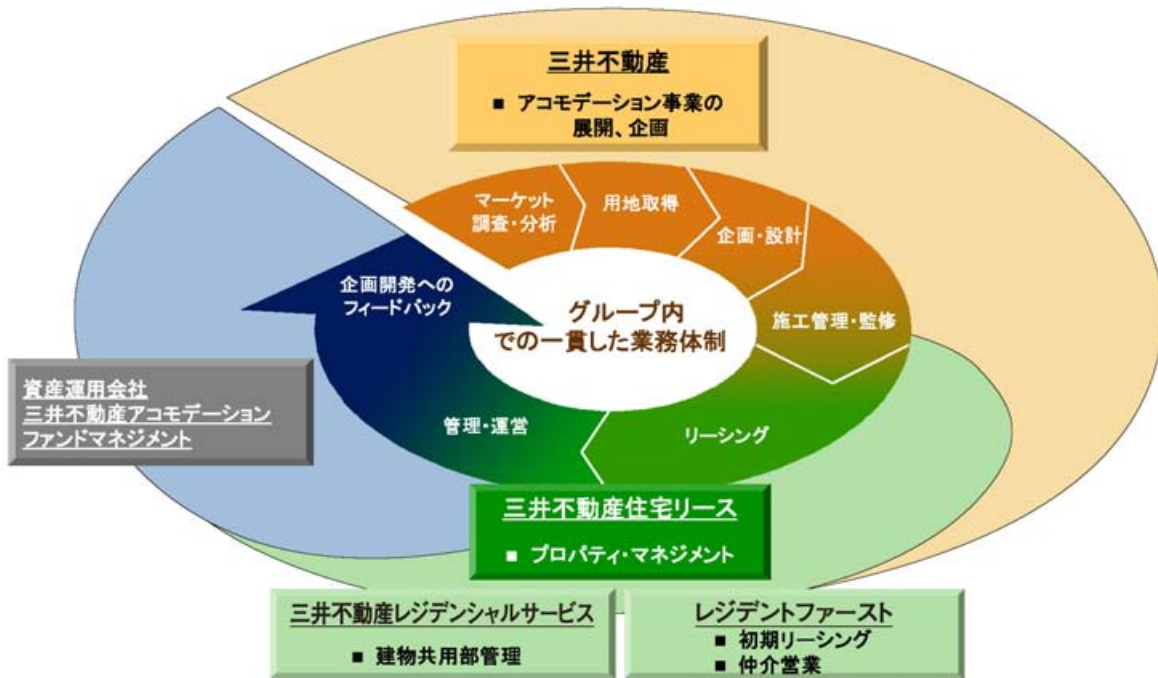 三井不動産
■ アコモデーション事業の
展開、企画
マーケット
調査・分析
用地取得
企画・設計
施工管理・監修
リーシング
管理・運営
企画開発への
フィードバック
グループ内
での一貫した業務体制
資産運用会社
三井不動産アコモデーション
ファンドマネジメント
三井不動産住宅リース
■ プロパティ・マネジメント
三井不動産レジデンシャルサービス
■ 建物共用部管理
レジデントファースト
■ 初期リーシング
■ 仲介営業